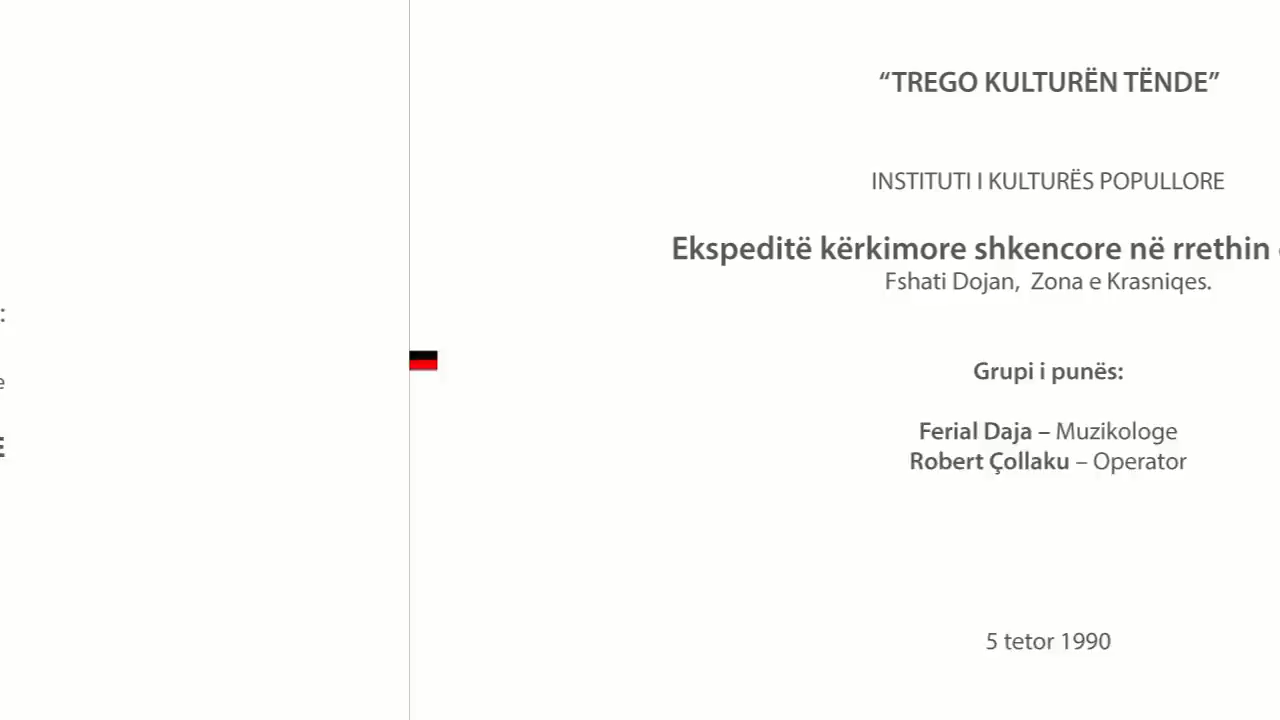 :
e
E
“TREGO KULTURËN TËNDE”
INSTITUTI I KULTURËS POPULLORE
Ekspeditë kërkimore shkencore në rrethin
Fshati Dojan, Zona e Krasniqes.
Grupi i punës:
Ferial Daja – Muzikologe
Robert Çollaku – Operator
5 tetor 1990